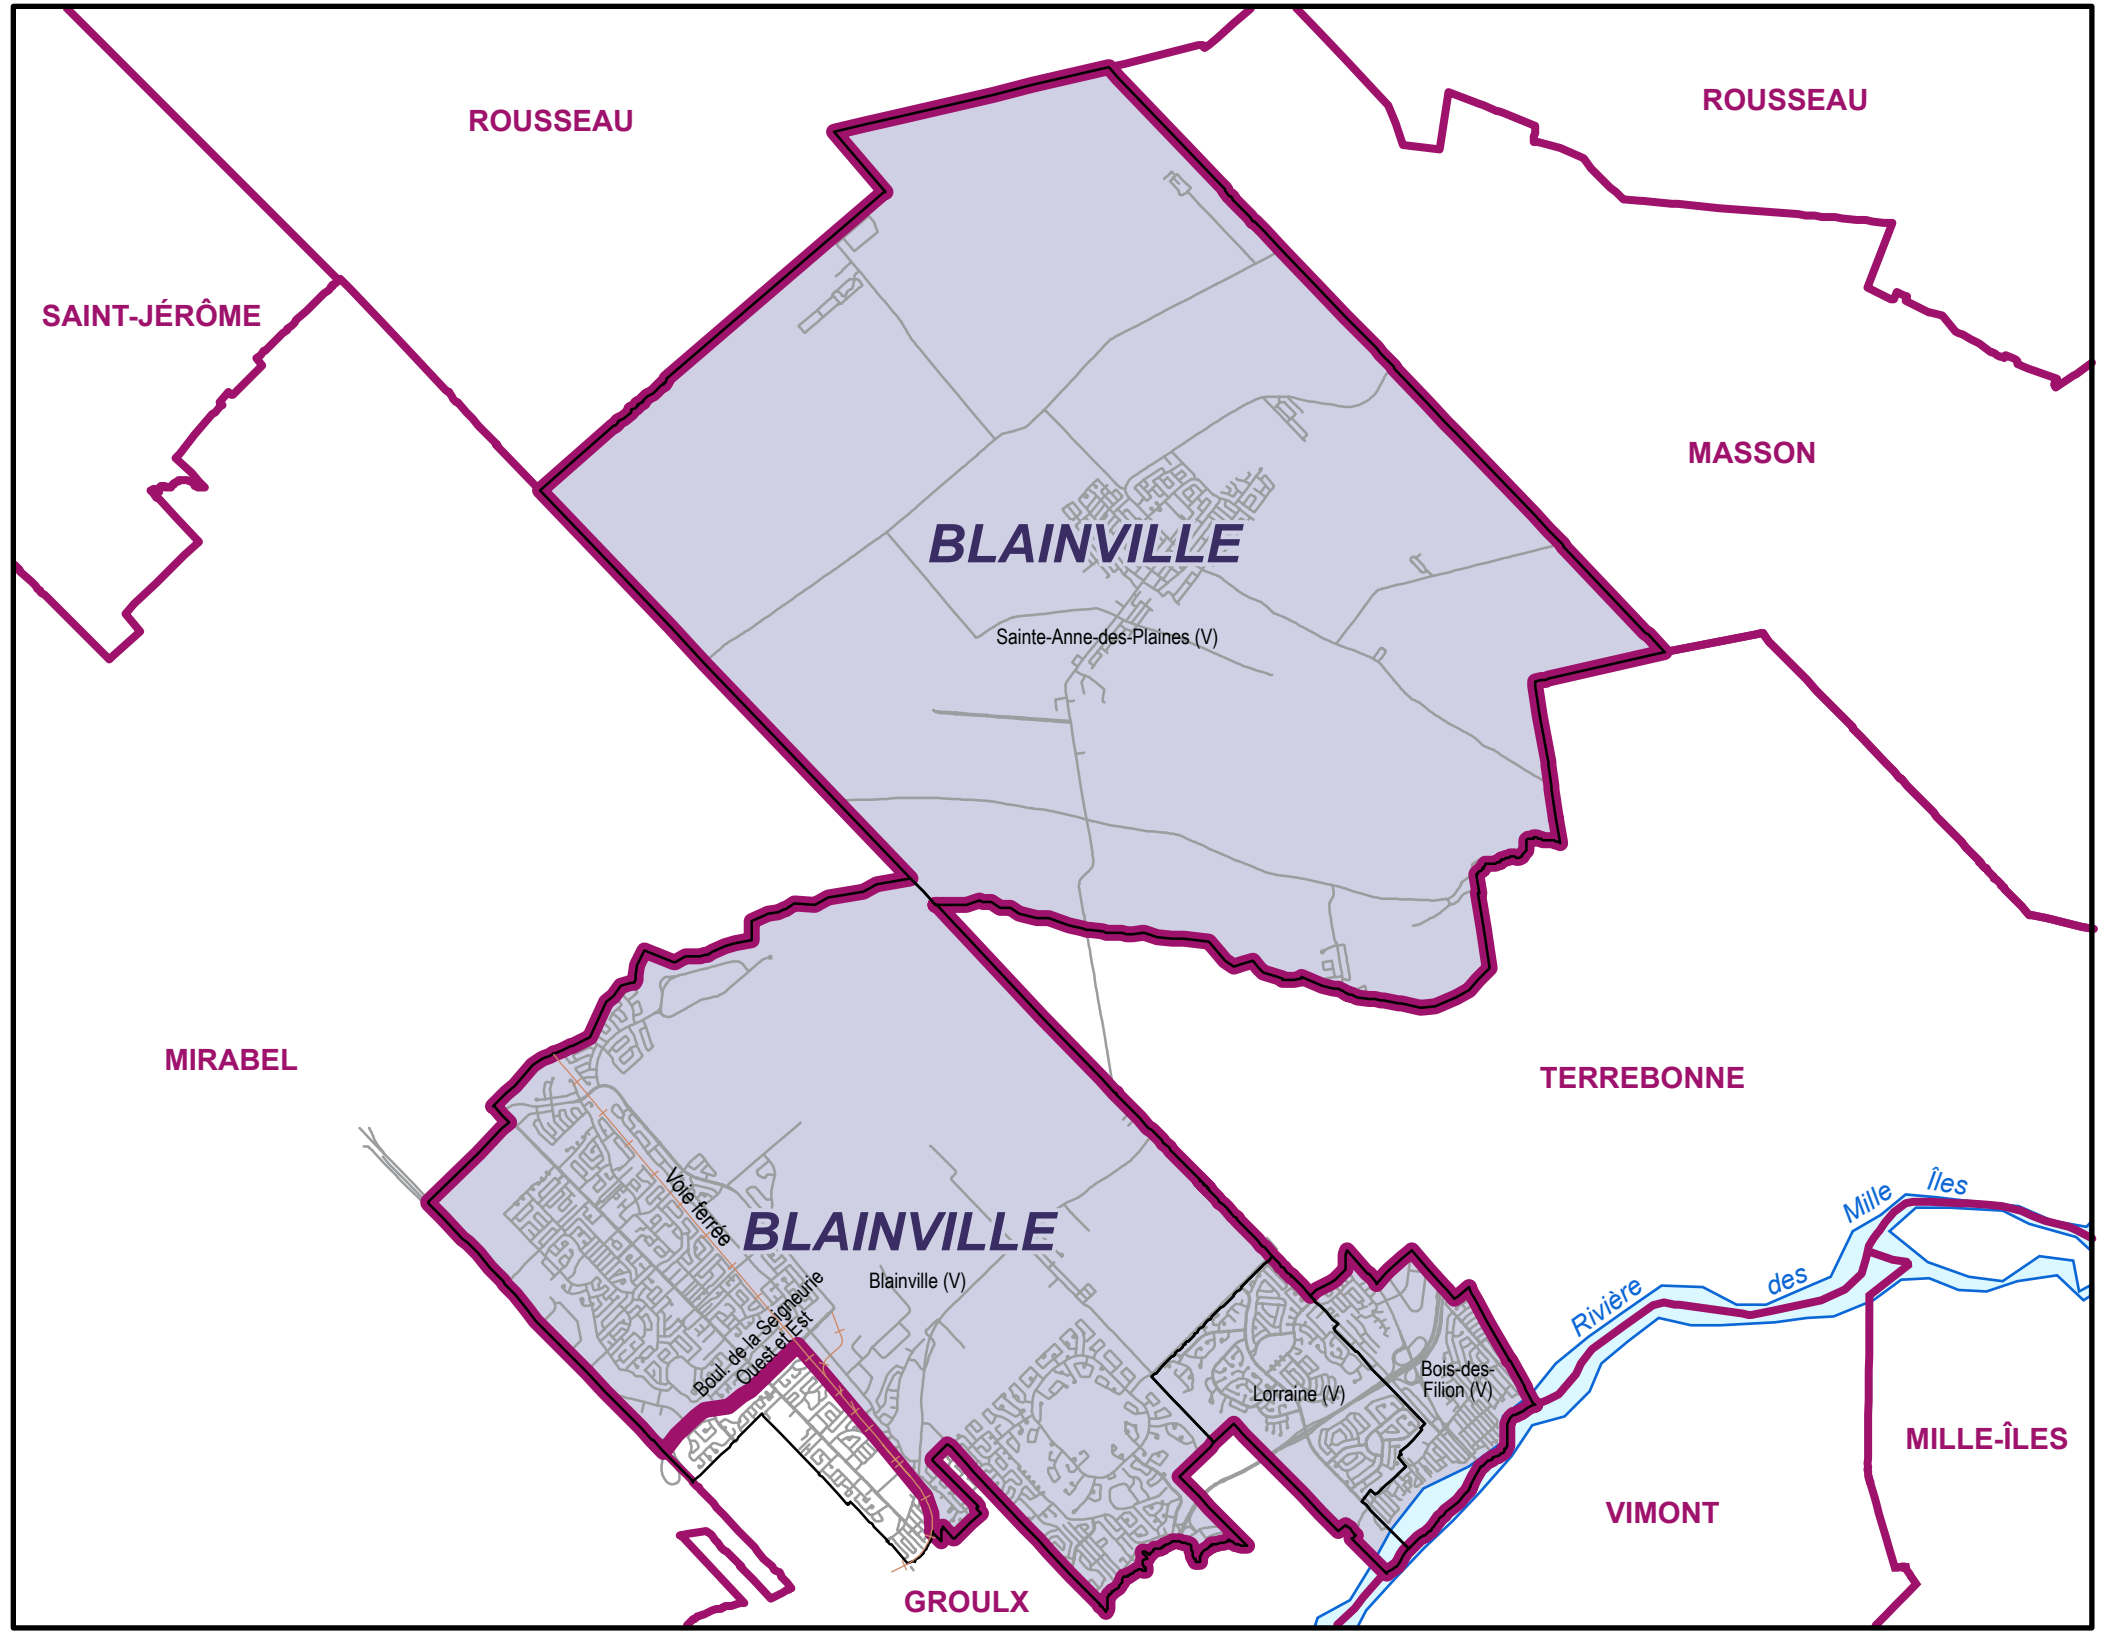 ROUSSEAU
ROUSSEAU
SAINT-JÉRÔME
MASSON
BLAINVILLE
Sainte-Anne-des-Plaines (V)
MIRABEL
TERREBONNE
Voie ferrée
BLAINVILLE
Blainville (V)
Boul. de la Seigneurie
Ouest et Est
Rivière
des
Mille
Îles
Lorraine (V)
Bois-des-
Filion (V)
MILLE-ÎLES
VIMONT
GROULX